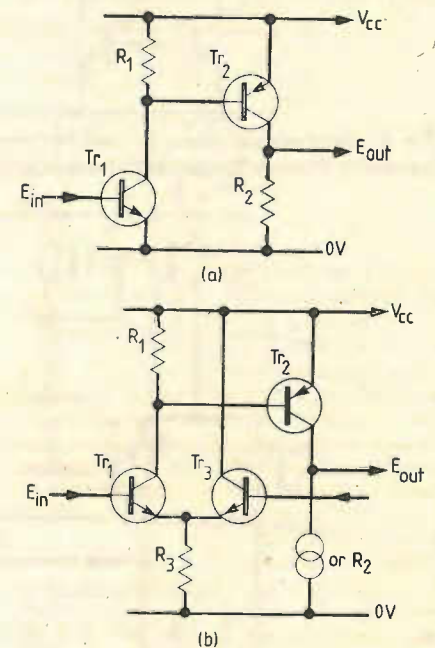 Vcc
R1
Tr2
Tr1
Ein
Eout
R2
0V
(a)
Vcc
R1
Tr2
Tr1
Tr3
Ein
Eout
or R2
R3
0V
(b)